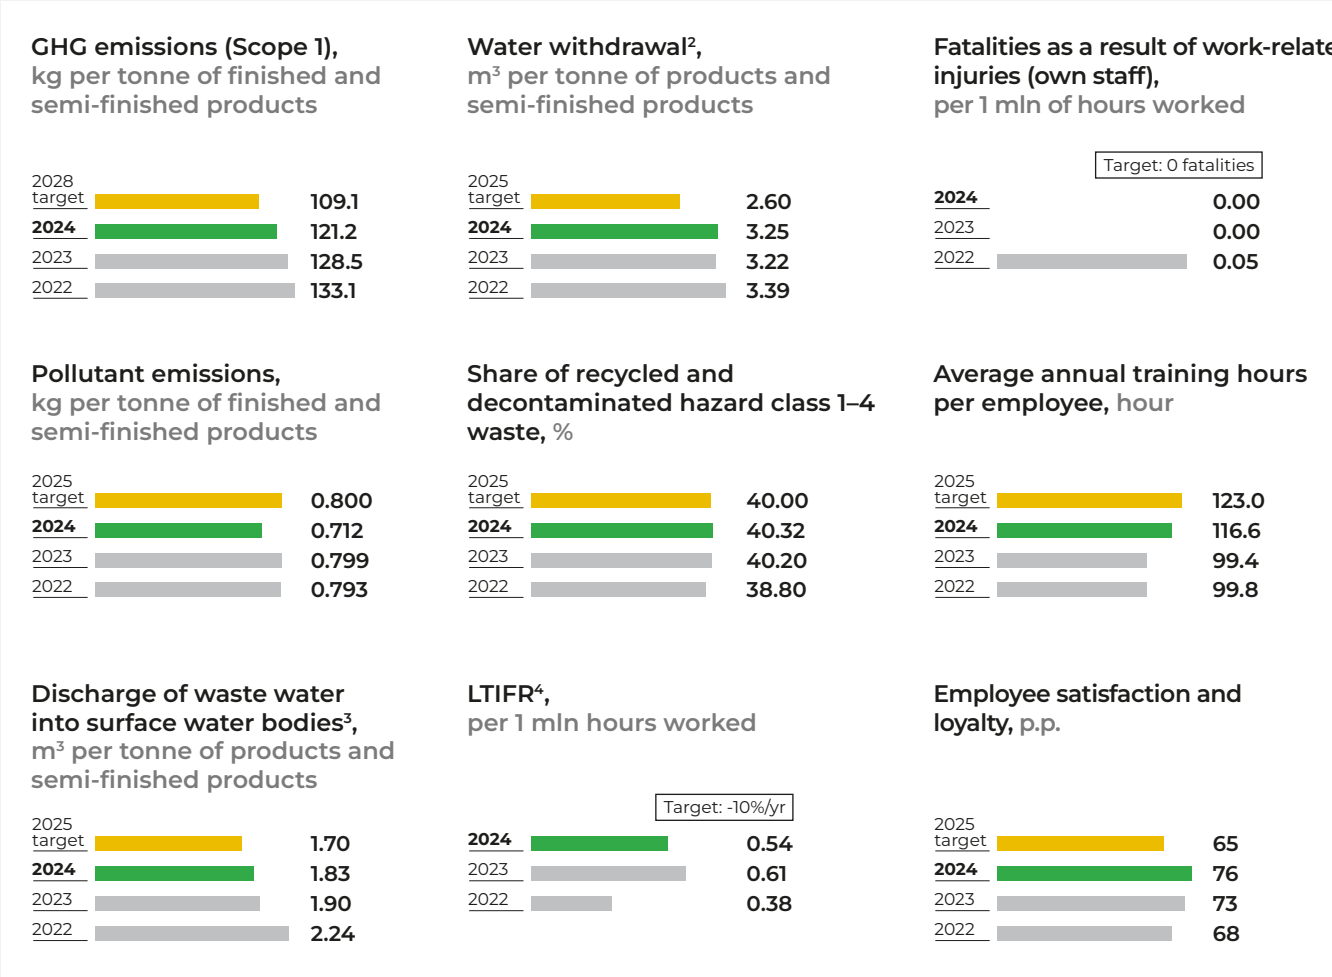 GHG emissions (Scope 1),
kg per tonne of finished and
semi-finished products
2028
target 109.1
2024 121.2
2023 128.5
2022 133.1
Water withdrawal²,
m³ per tonne of products and
semi-finished products
2025
target 2.60
2024 3.25
2023 3.22
2022 3.39
Fatalities as a result of work-relate
injuries (own staff),
per 1 mln of hours worked
Target: 0 fatalities
2024 0.00
2023 0.00
2022 0.05
Pollutant emissions,
kg per tonne of finished and
semi-finished products
2025
target 0.800
2024 0.712
2023 0.799
2022 0.793
Share of recycled and
decontaminated hazard class 1–4
waste, %
2025
target 40.00
2024 40.32
2023 40.20
2022 38.80
Average annual training hours
per employee, hour
2025
target 123.0
2024 116.6
2023 99.4
2022 99.8
Discharge of waste water
into surface water bodies³,
m³ per tonne of products and
semi-finished products
2025
target 1.70
2024 1.83
2023 1.90
2022 2.24
LTIFR⁴,
per 1 mln hours worked
Target: -10%/yr
2024 0.54
2023 0.61
2022 0.38
Employee satisfaction and
loyalty, p.p.
2025
target 65
2024 76
2023 73
2022 68